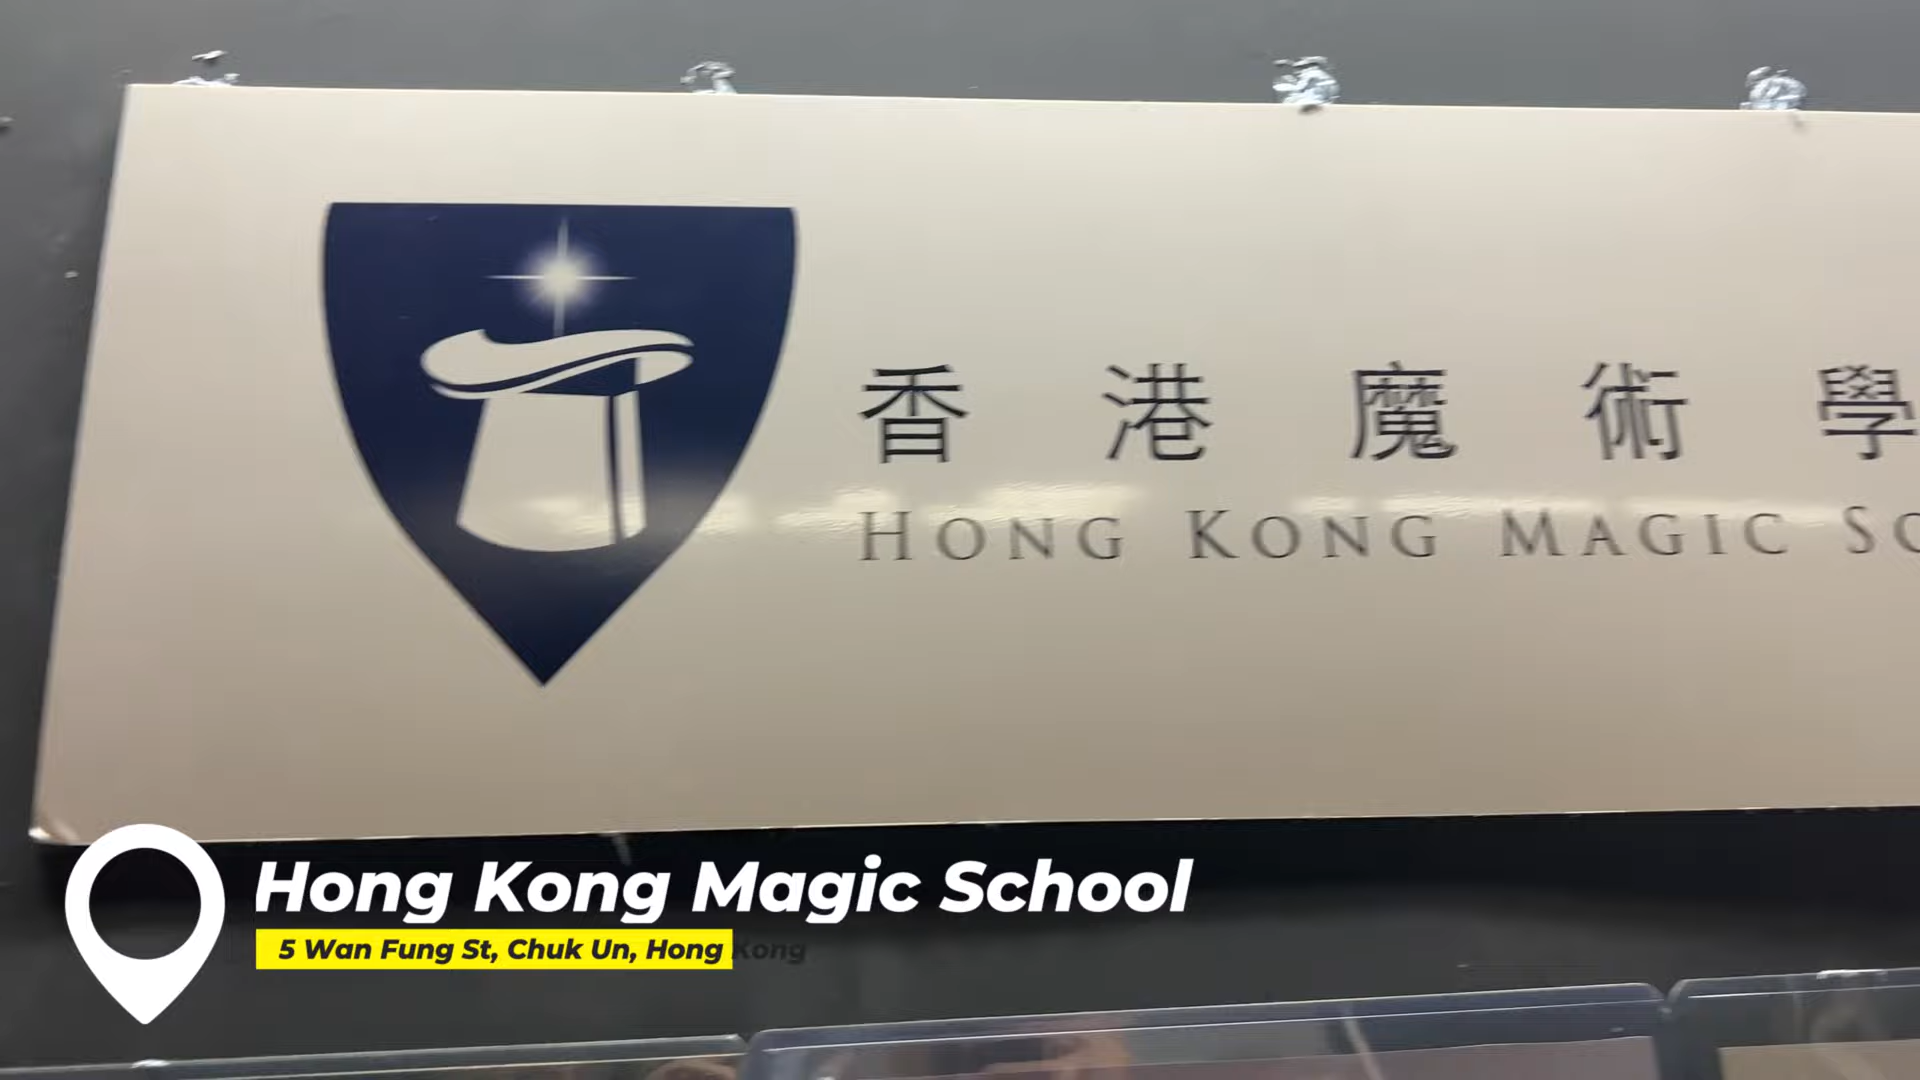 香港魔術學
HONG KONG MAGIC SC
Hong Kong Magic School
5 Wan Fung St, Chuk Un, Hong Kong